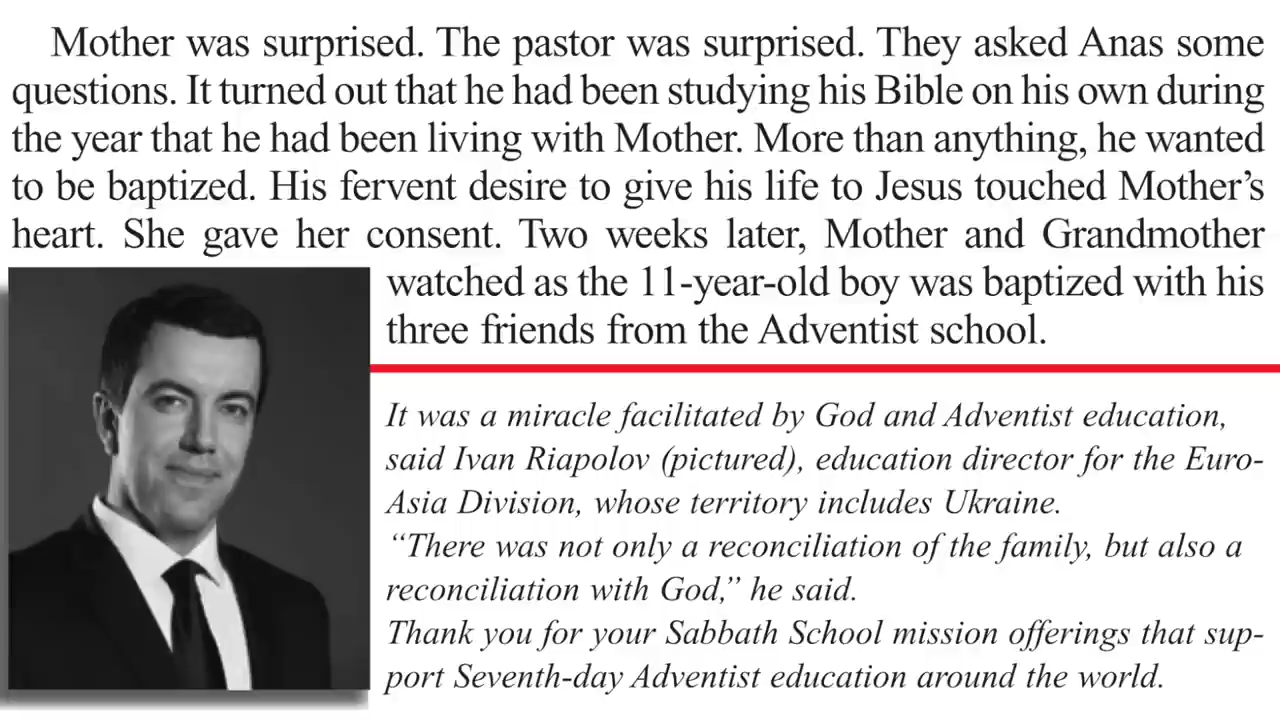 Mother was surprised. The pastor was surprised. They asked Anas some
questions. It turned out that he had been studying his Bible on his own during
the year that he had been living with Mother. More than anything, he wanted
to be baptized. His fervent desire to give his life to Jesus touched Mother’s
heart. She gave her consent. Two weeks later, Mother and Grandmother
watched as the 11-year-old boy was baptized with his
three friends from the Adventist school.
It was a miracle facilitated by God and Adventist education,
said Ivan Riapolov (pictured), education director for the Euro-
Asia Division, whose territory includes Ukraine.
“There was not only a reconciliation of the family, but also a
reconciliation with God,” he said.
Thank you for your Sabbath School mission offerings that sup-
port Seventh-day Adventist education around the world.